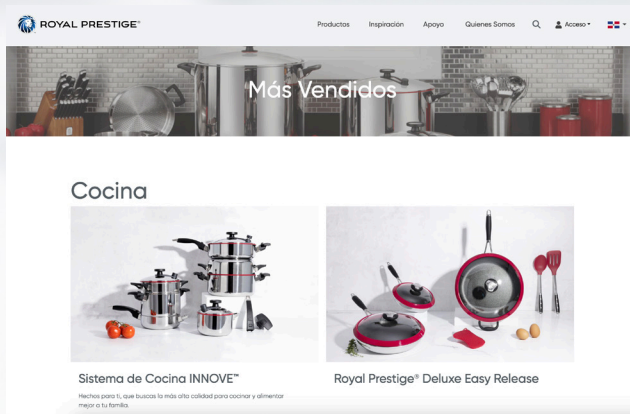 ROYAL PRESTIGE®
Productos Inspiración Apoyo Quienes Somos Acceso
Más Vendidos
Cocina
Sistema de Cocina INNOVE™
Hechos para ti, que buscas la más alta calidad para cocinar y alimentar
mejor a tu familia.
Royal Prestige® Deluxe Easy Release